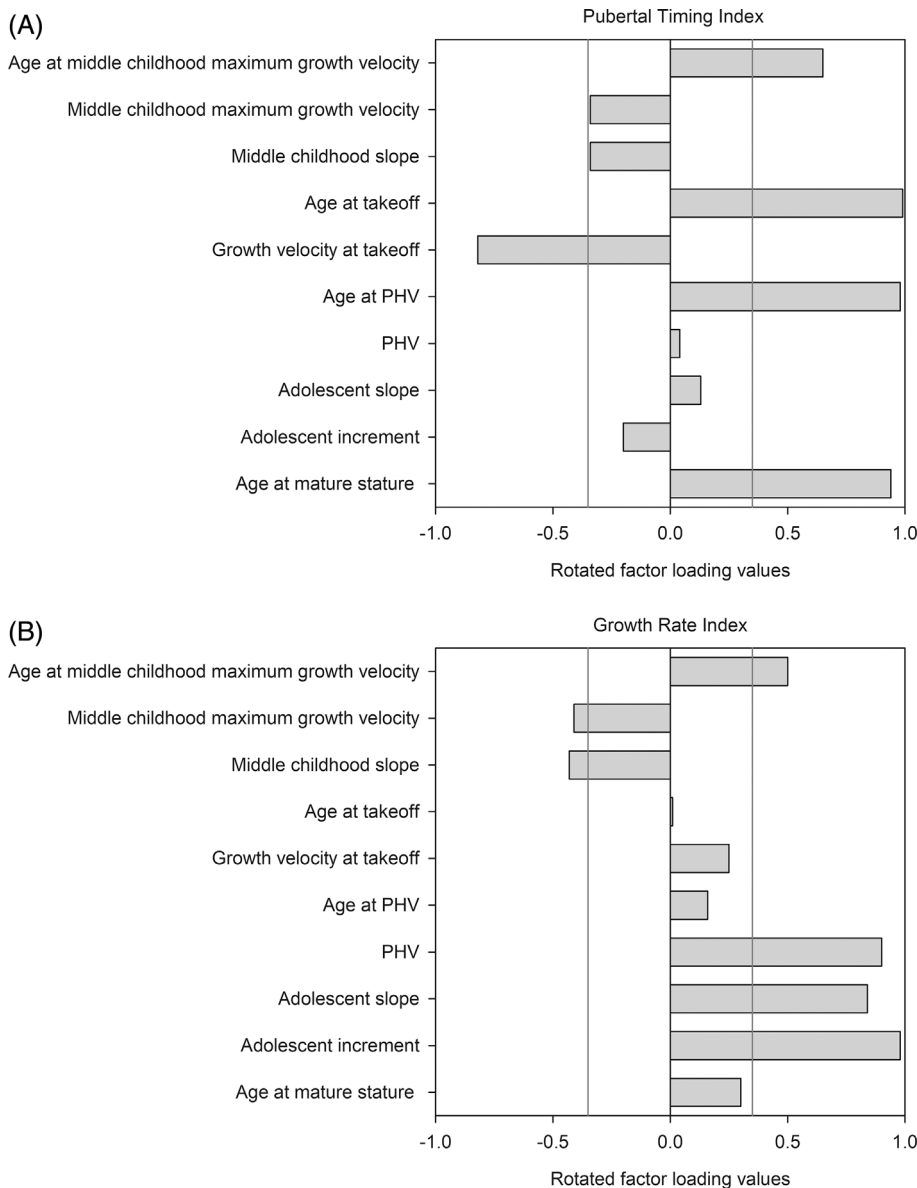 (A)
Pubertal Timing Index
Age at middle childhood maximum growth velocity
Middle childhood maximum growth velocity
Middle childhood slope
Age at takeoff
Growth velocity at takeoff
Age at PHV
PHV
Adolescent slope
Adolescent increment
Age at mature stature
-1.0 -0.5 0.0 0.5 1.0
Rotated factor loading values
(B)
Growth Rate Index
Age at middle childhood maximum growth velocity
Middle childhood maximum growth velocity
Middle childhood slope
Age at takeoff
Growth velocity at takeoff
Age at PHV
PHV
Adolescent slope
Adolescent increment
Age at mature stature
-1.0 -0.5 0.0 0.5 1.0
Rotated factor loading values